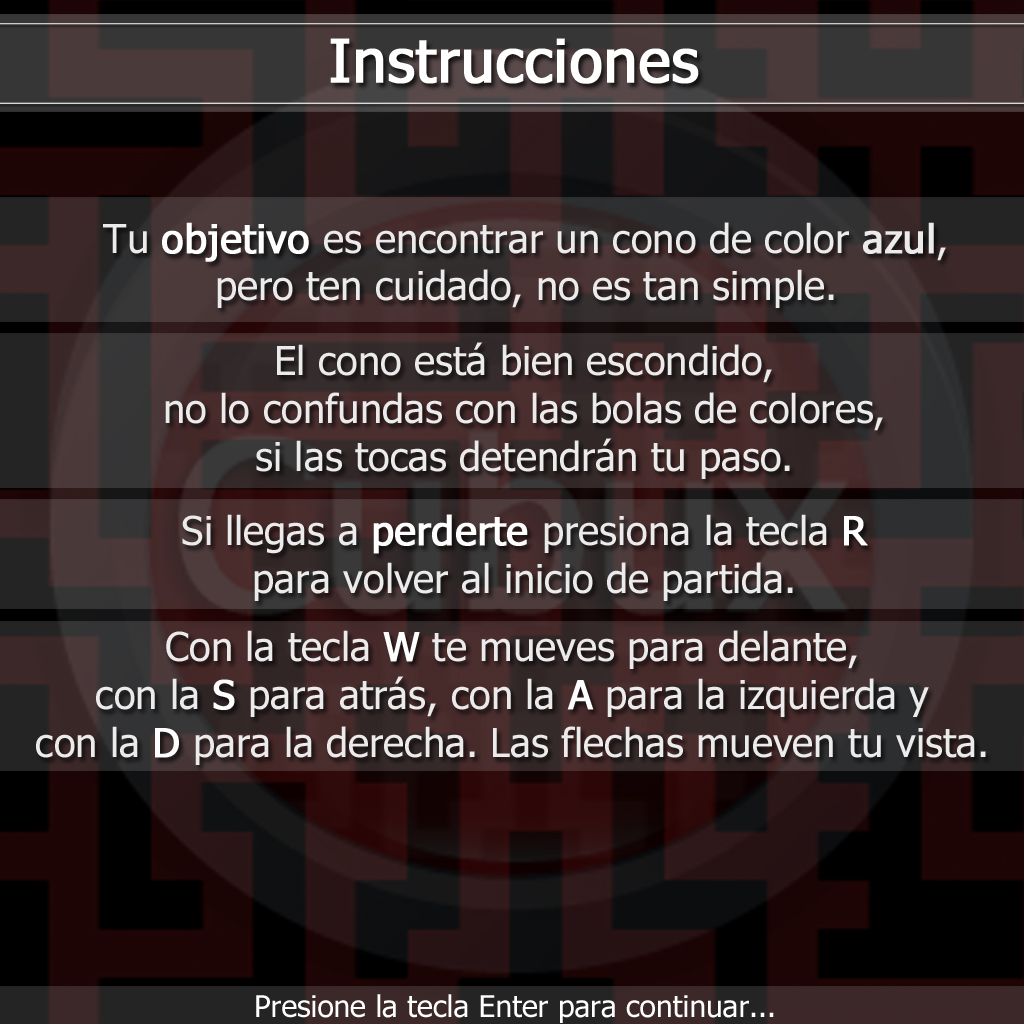 Instrucciones
Tu objetivo es encontrar un cono de color azul,
pero ten cuidado, no es tan simple.
El cono está bien escondido,
no lo confundas con las bolas de colores,
si las tocas detendrán tu paso.
Cubux
Si llegas a perderte presiona la tecla R
para volver al inicio de partida.
Con la tecla W te mueves para delante,
con la S para atrás, con la A para la izquierda y
con la D para la derecha. Las flechas mueven tu vista.
Presione la tecla Enter para continuar...